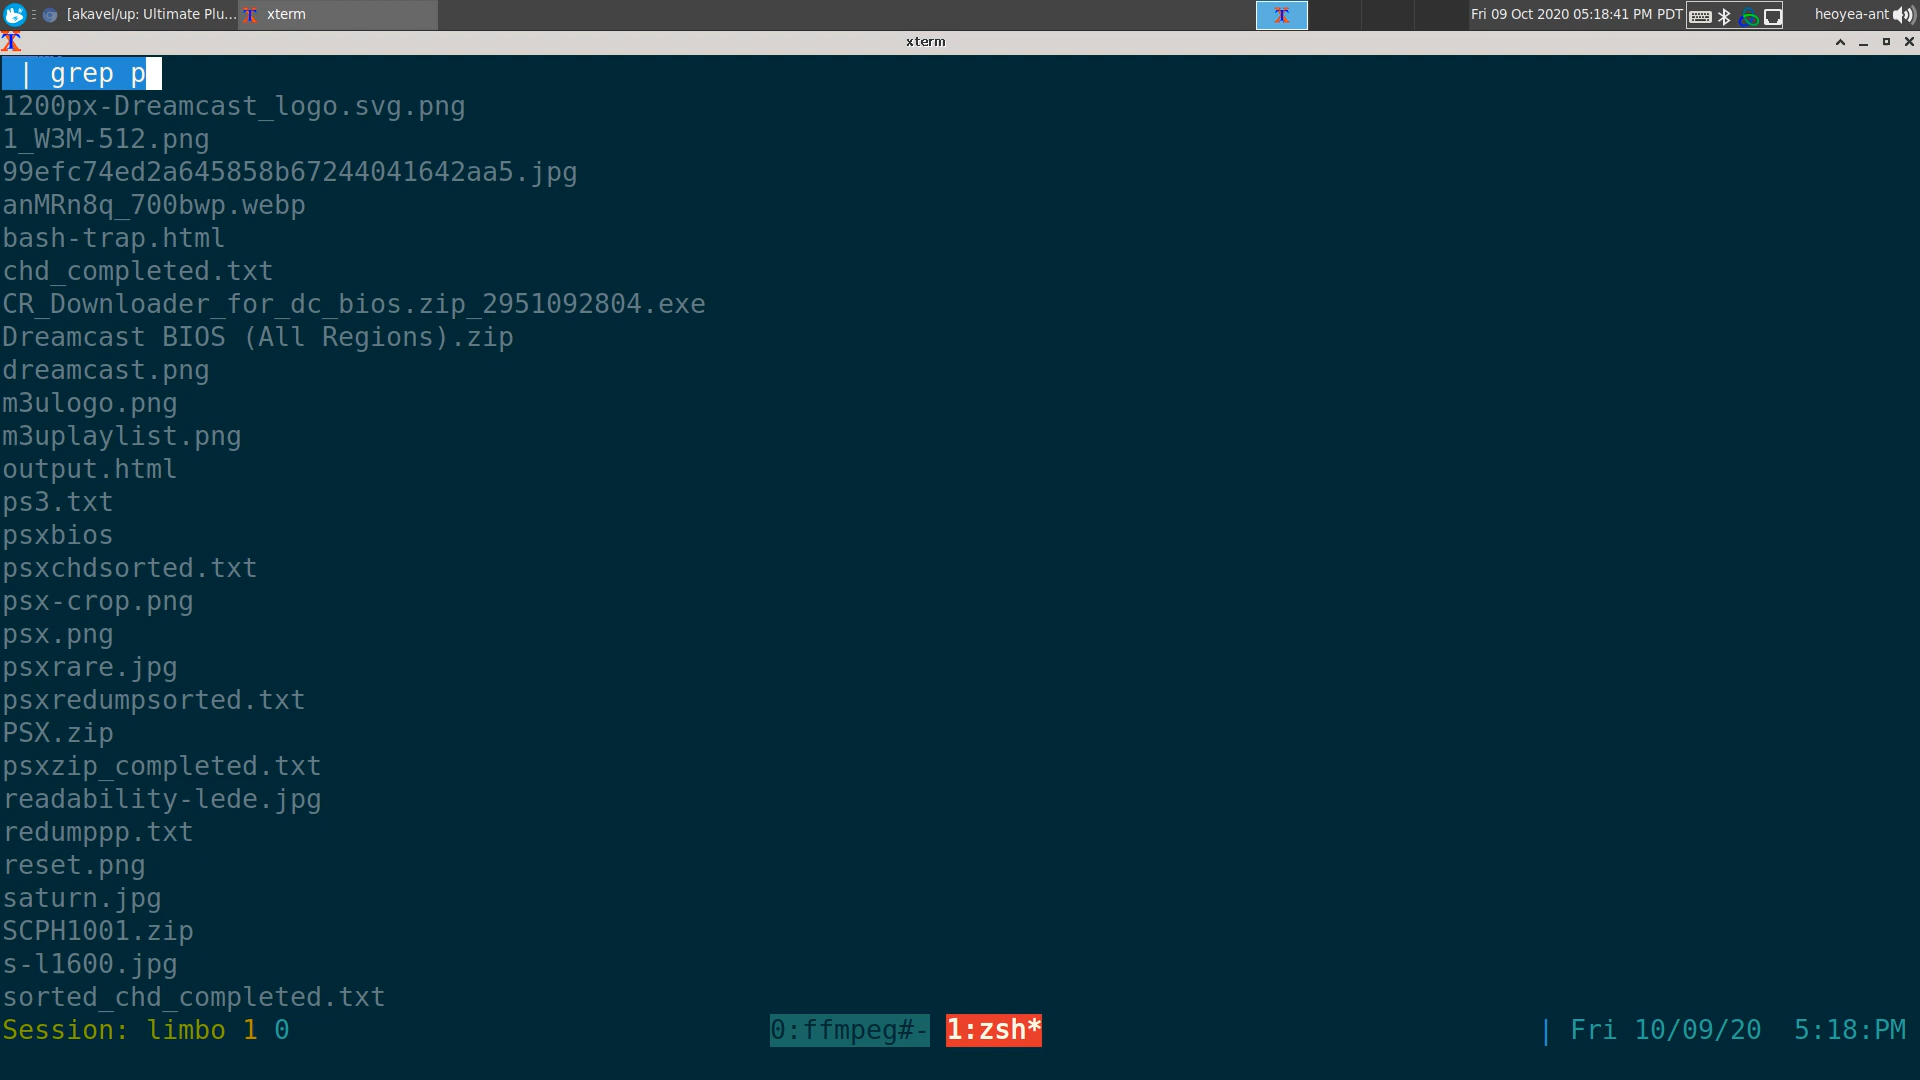 [akavel/up: Ultimate Plu...
xterm
Fri 09 Oct 2020 05:18:41 PM PDT
heoyea-ant
xterm
| grep p
1200px-Dreamcast_logo.svg.png
1_W3M-512.png
99efc74ed2a645858b67244041642aa5.jpg
anMRn8q_700bwp.webp
bash-trap.html
chd_completed.txt
CR_Downloader_for_dc_bios.zip_2951092804.exe
Dreamcast BIOS (All Regions).zip
dreamcast.png
m3ulogo.png
m3uplaylist.png
output.html
ps3.txt
psxbios
psxchdsorted.txt
psx-crop.png
psx.png
psxrare.jpg
psxredumpsorted.txt
PSX.zip
psxzip_completed.txt
readability-lede.jpg
redumppp.txt
reset.png
saturn.jpg
SCPH1001.zip
s-l1600.jpg
sorted_chd_completed.txt
Session: limbo 1 0 0:ffmpeg#- 1:zsh* | Fri 10/09/20 5:18:PM